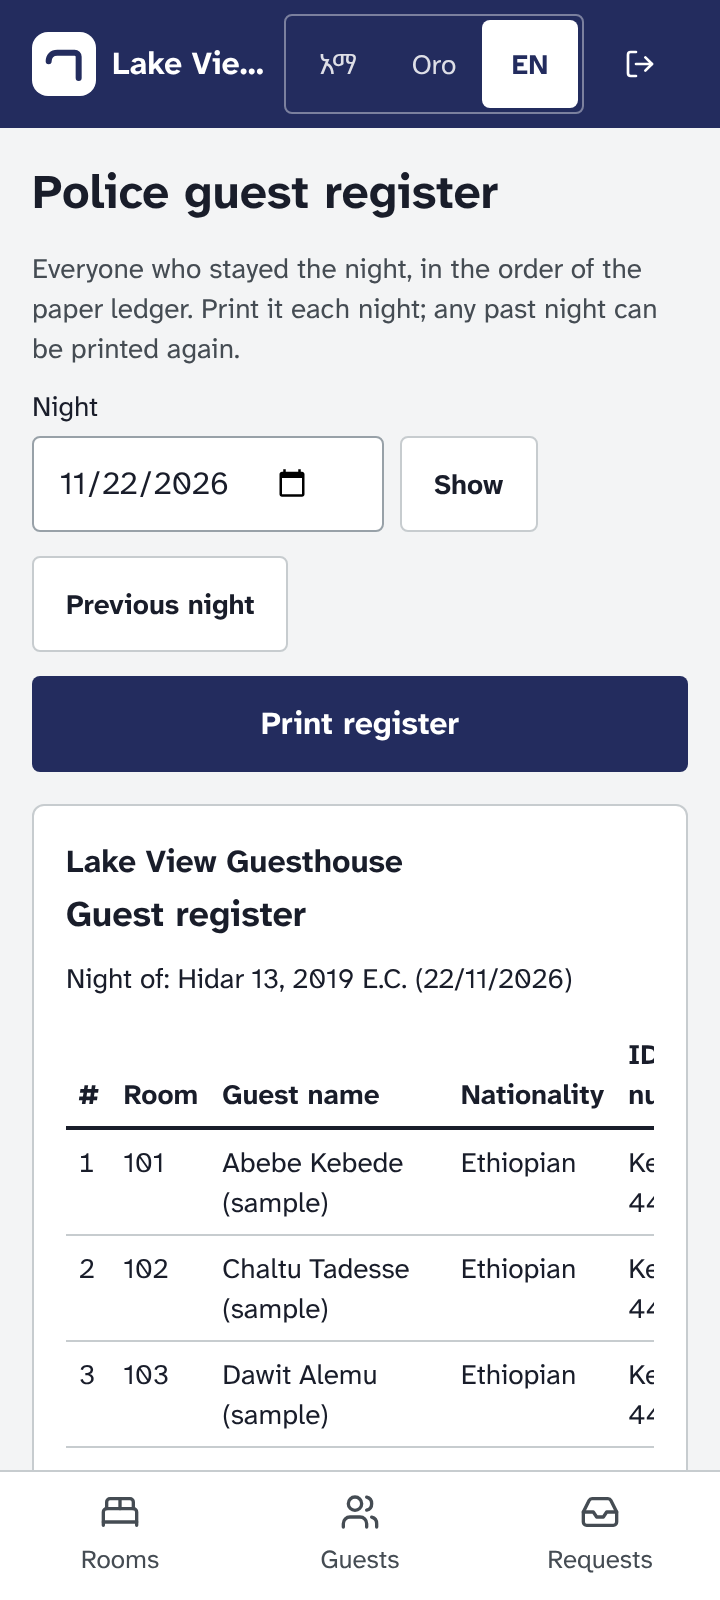 Lake Vie...
አማ
Oro
EN
Police guest register
Everyone who stayed the night, in the order of the
paper ledger. Print it each night; any past night can
be printed again.
Night
11/22/2026
Show
Previous night
Print register
Lake View Guesthouse
Guest register
Night of: Hidar 13, 2019 E.C. (22/11/2026)
# Room Guest name Nationality
1 101 Abebe Kebede (sample) Ethiopian
2 102 Chaltu Tadesse (sample) Ethiopian
3 103 Dawit Alemu (sample) Ethiopian
Rooms
Guests
Requests